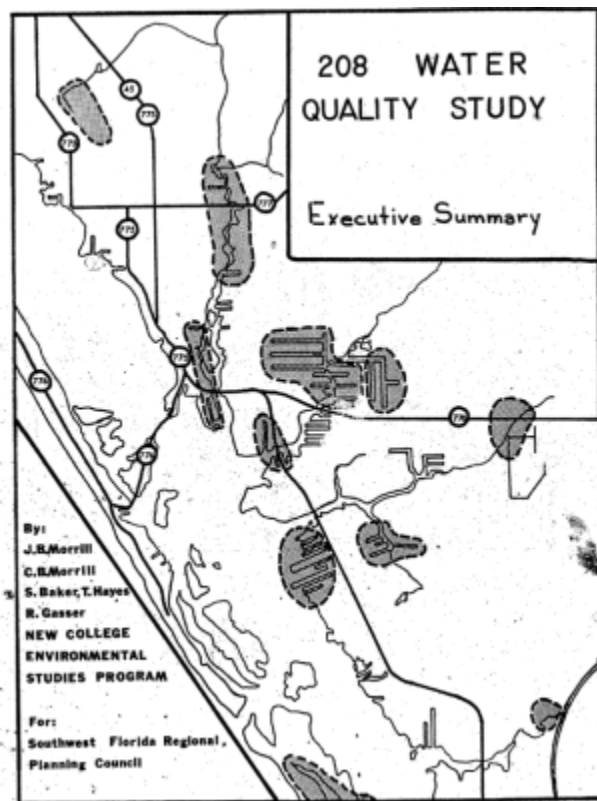 208 WATER
QUALITY STUDY
Executive Summary
45
775
775
777
775
775
776
776
776
By:
J.B.Morrill
C.B.Morrill
S.Baker,T.Hayes
R.Gasser
NEW COLLEGE
ENVIRONMENTAL
STUDIES PROGRAM
For:
Southwest Florida Regional,
Planning Council